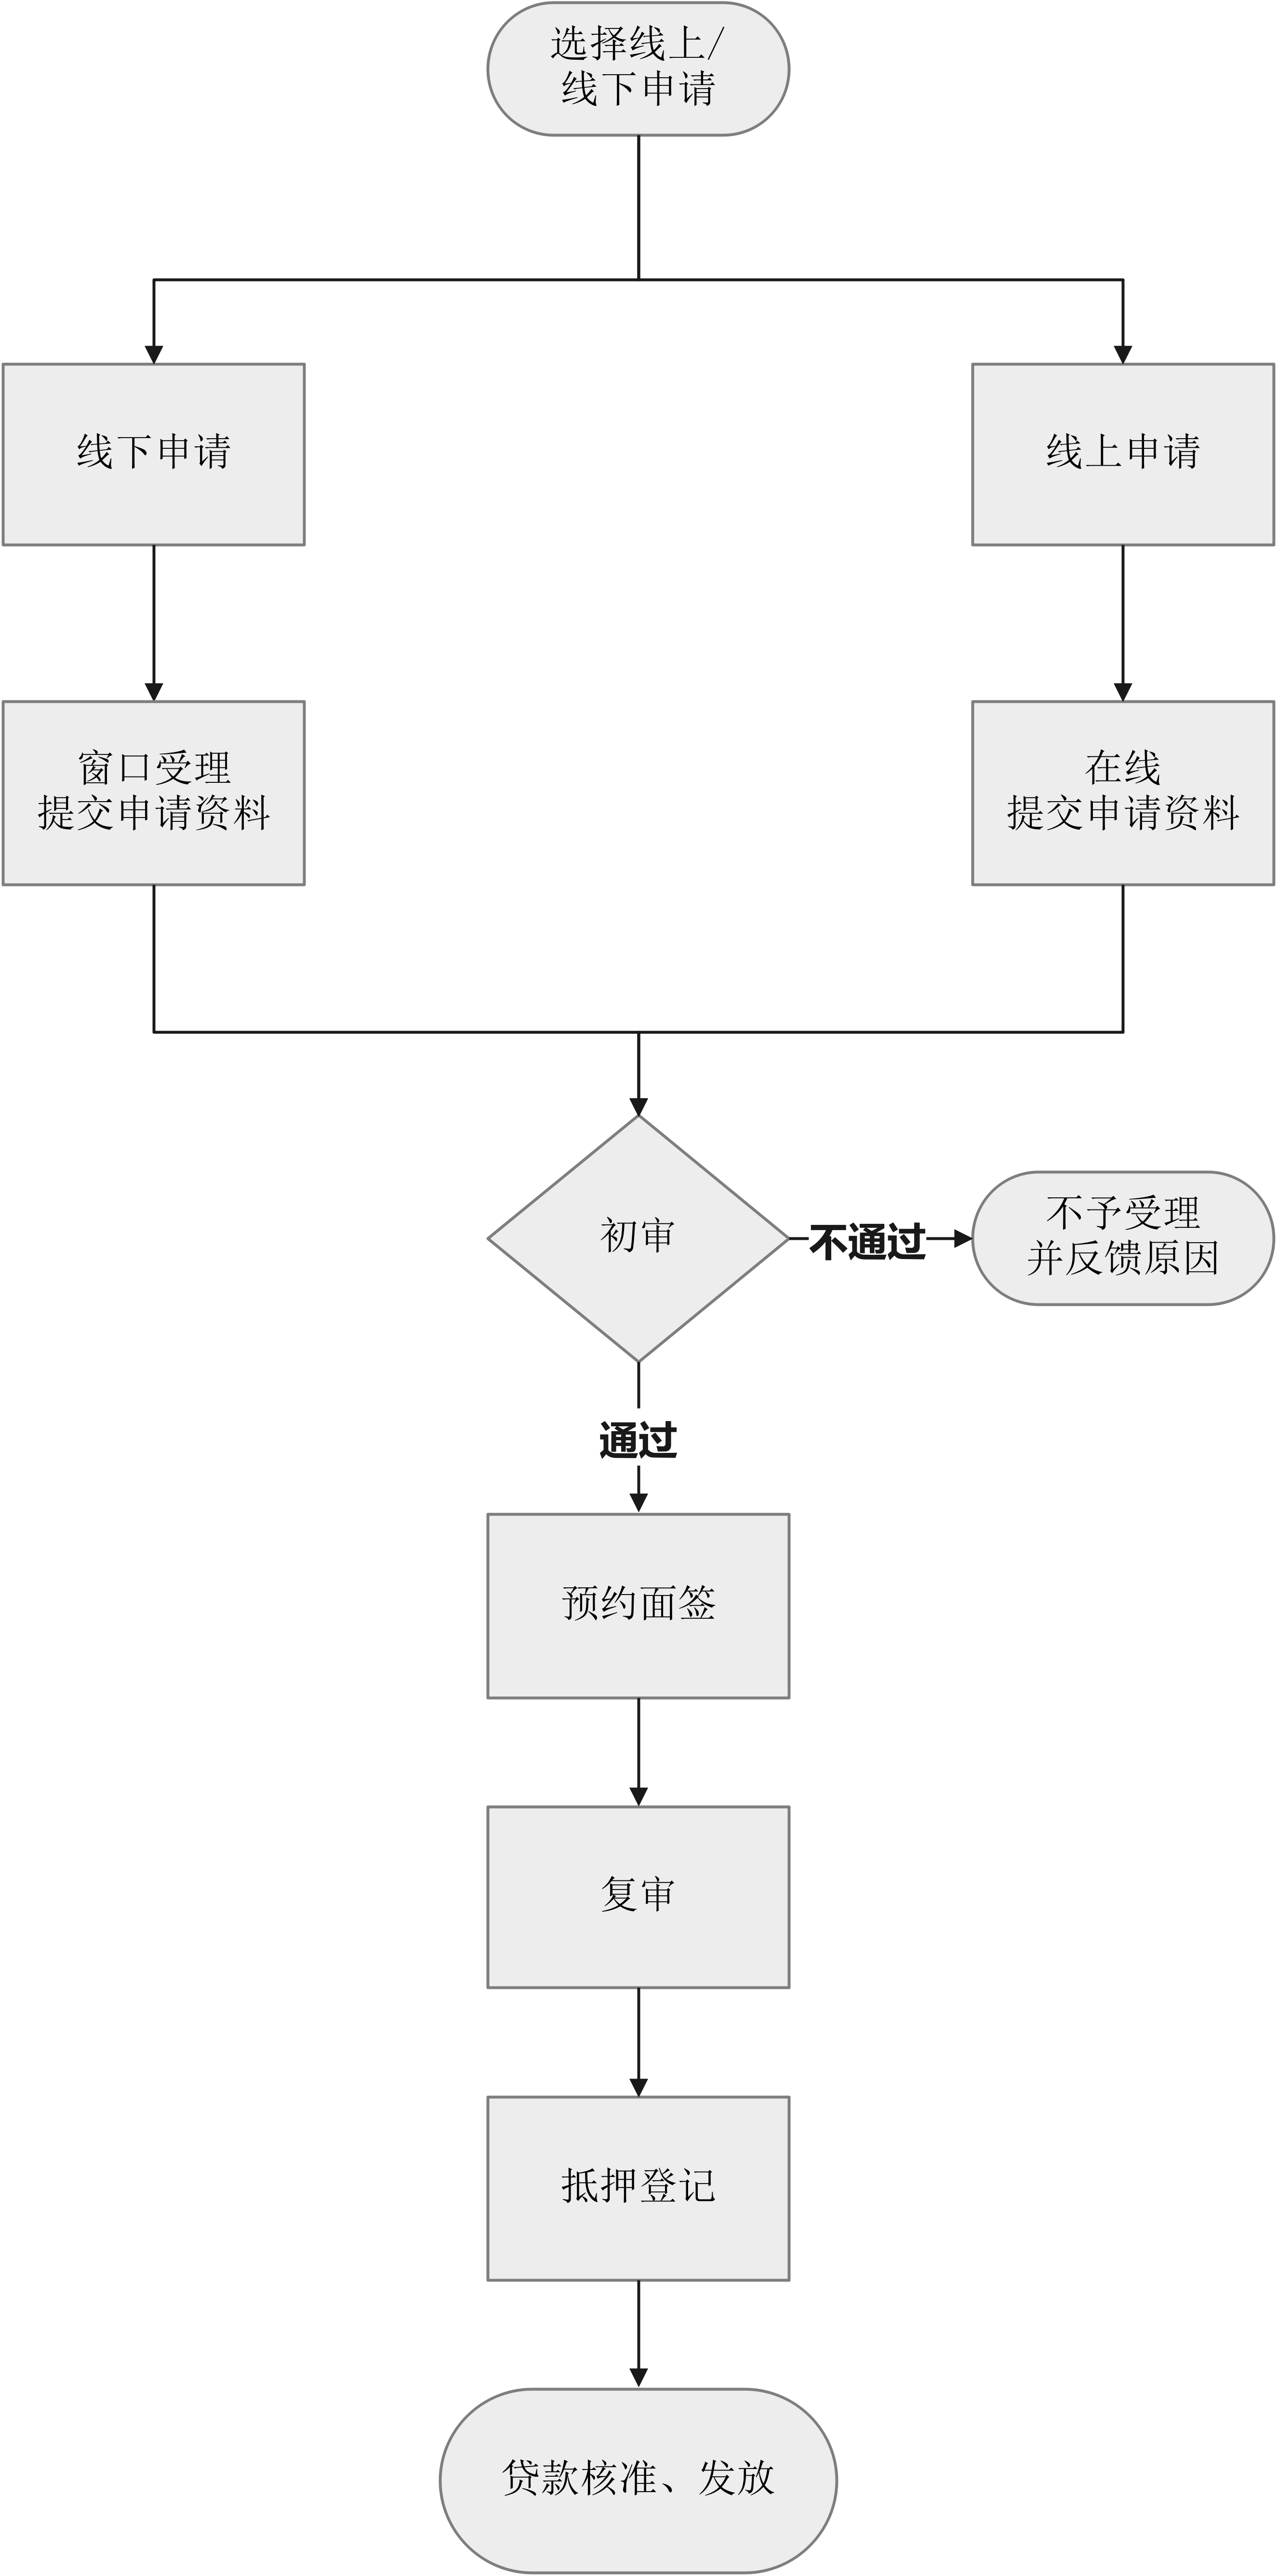 选择线上/
线下申请
线下申请
线上申请
窗口受理
提交申请资料
在线
提交申请资料
初审
不通过
不予受理
并反馈原因
通过
预约面签
复审
抵押登记
贷款核准、发放